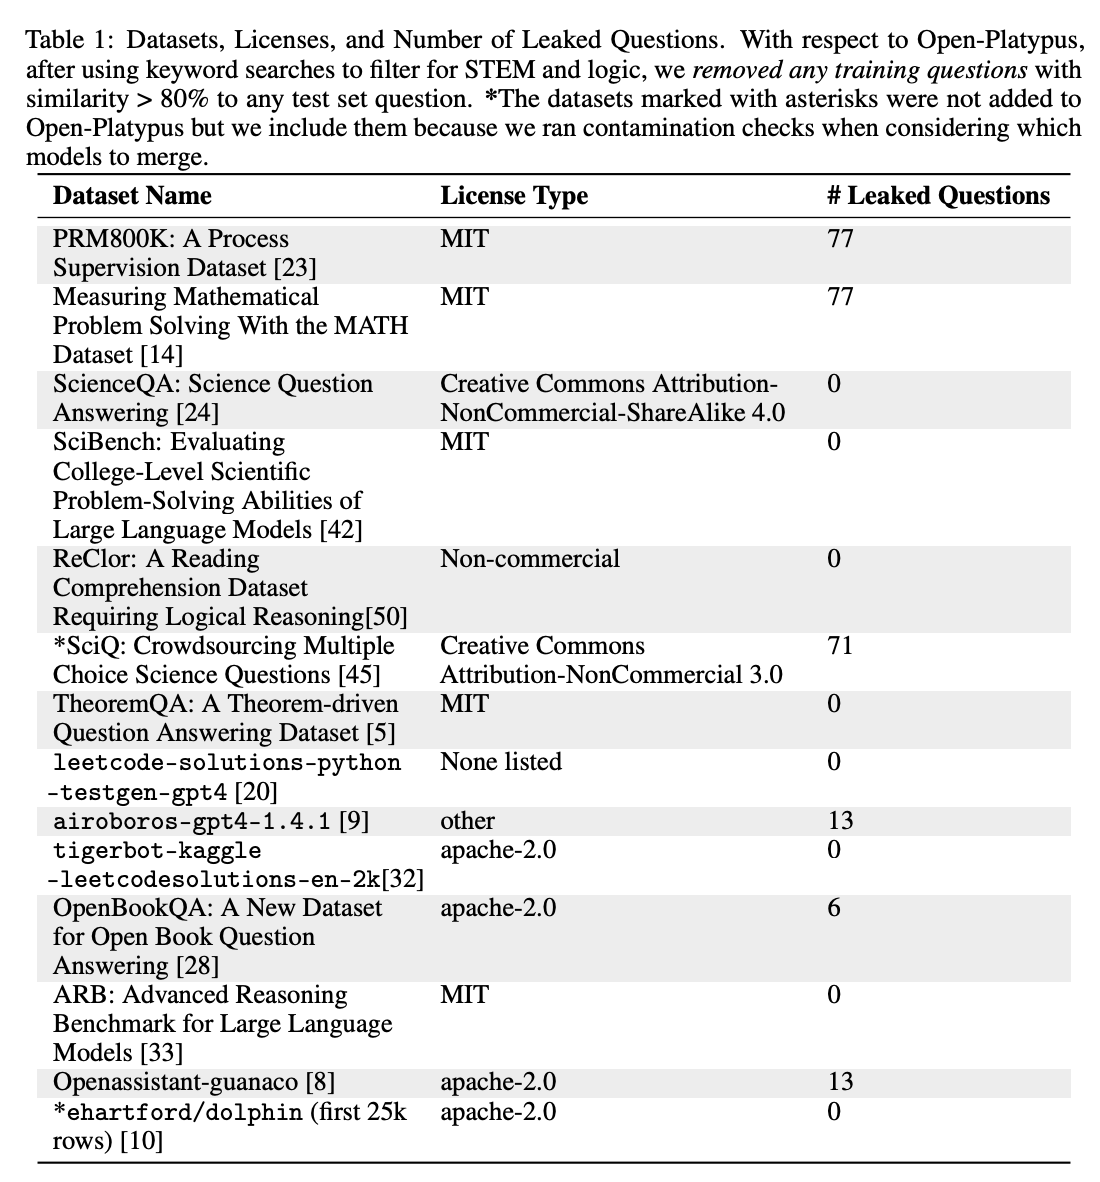 Table 1: Datasets, Licenses, and Number of Leaked Questions. With respect to Open-Platypus,
after using keyword searches to filter for STEM and logic, we removed any training questions with
similarity > 80% to any test set question. *The datasets marked with asterisks were not added to
Open-Platypus but we include them because we ran contamination checks when considering which
models to merge.
Dataset Name License Type # Leaked Questions
PRM800K: A Process MIT 77
Supervision Dataset [23]
Measuring Mathematical MIT 77
Problem Solving With the MATH
Dataset [14]
ScienceQA: Science Question Creative Commons Attribution- 0
Answering [24] NonCommercial-ShareAlike 4.0
SciBench: Evaluating MIT 0
College-Level Scientific
Problem-Solving Abilities of
Large Language Models [42]
ReClor: A Reading Non-commercial 0
Comprehension Dataset
Requiring Logical Reasoning[50]
*SciQ: Crowdsourcing Multiple Creative Commons 71
Choice Science Questions [45] Attribution-NonCommercial 3.0
TheoremQA: A Theorem-driven MIT 0
Question Answering Dataset [5]
leetcode-solutions-python None listed 0
-testgen-gpt4 [20]
airoboros-gpt4-1.4.1 [9] other 13
tigerbot-kaggle apache-2.0 0
-leetcodesolutions-en-2k[32]
OpenBookQA: A New Dataset apache-2.0 6
for Open Book Question
Answering [28]
ARB: Advanced Reasoning MIT 0
Benchmark for Large Language
Models [33]
Openassistant-guanaco [8] apache-2.0 13
*ehartford/dolphin (first 25k apache-2.0 0
rows) [10]